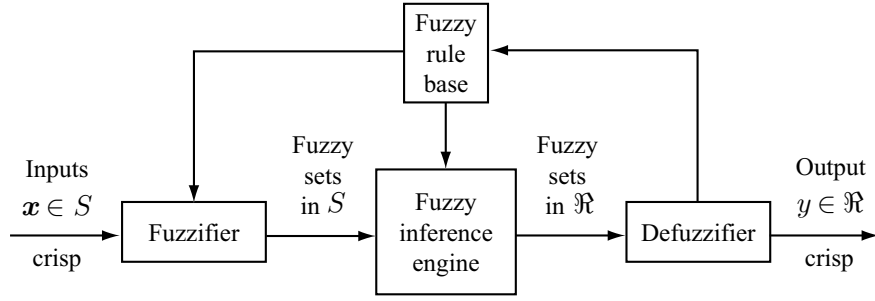 Fuzzy
rule
base
Inputs
x ∈ S
crisp
Fuzzifier
Fuzzy
sets
in S
Fuzzy
inference
engine
Fuzzy
sets
in ℜ
Defuzzifier
Output
y ∈ ℜ
crisp